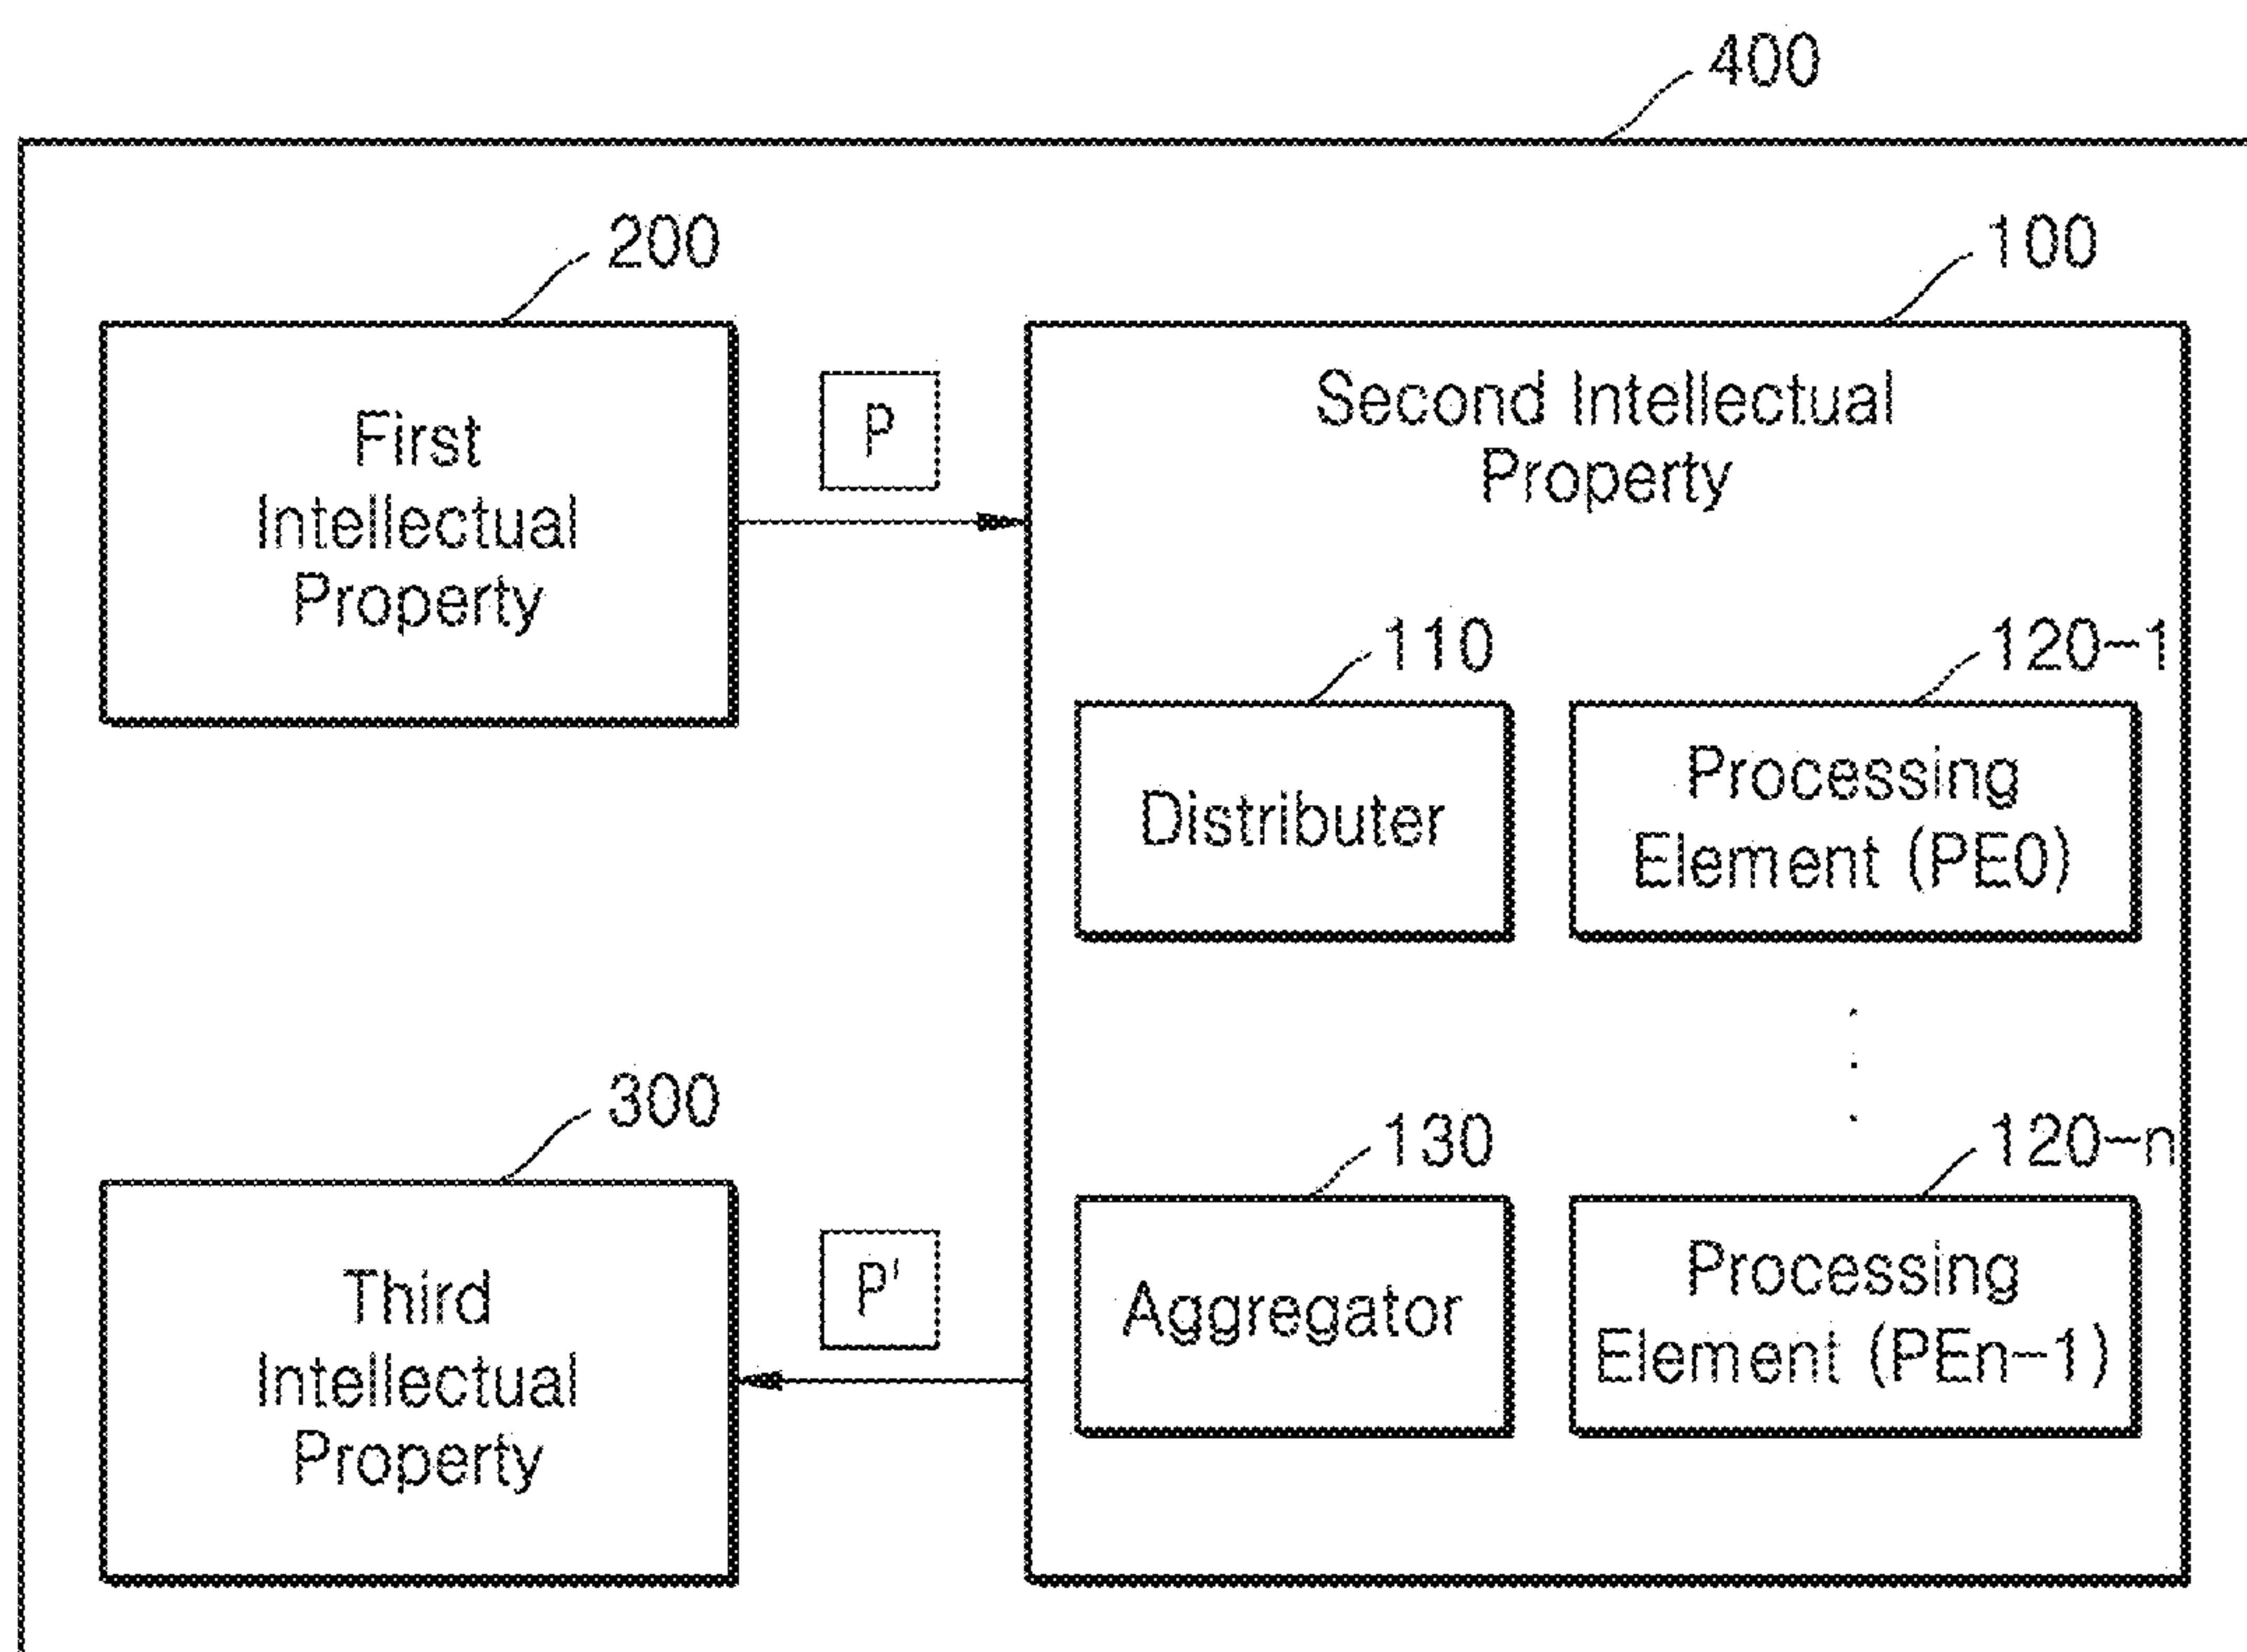 400
200
100
First
Intellectual
Property
P
Second Intellectual
Property
110
120-1
Distributer
Processing
Element (PE0)
300
130
120-n
Third
Intellectual
Property
P'
Aggregator
Processing
Element (PEn-1)